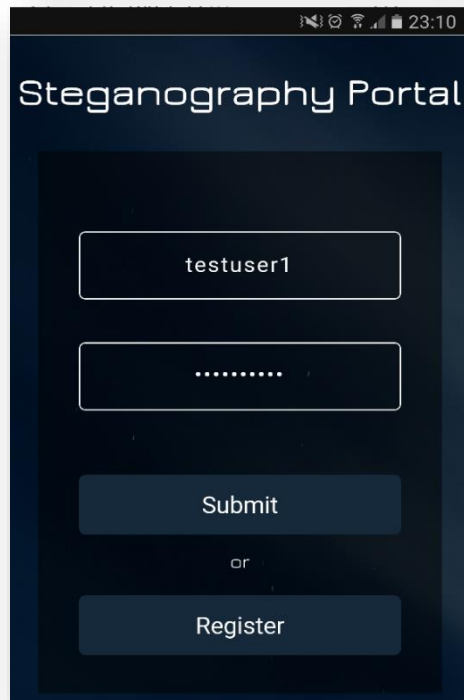 23:10
Steganography Portal
testuser1
••••••••••
Submit
or
Register